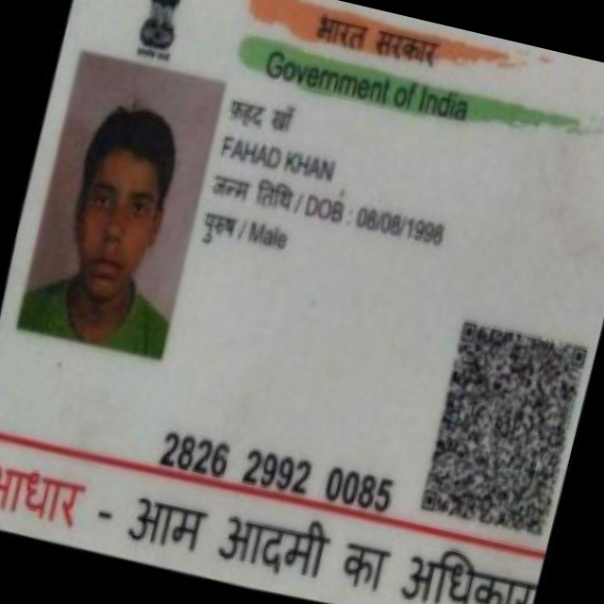 भारत सरकार
Government of India
फहद खाँ
FAHAD KHAN
जन्म तिथि / DOB : 08/08/1998
पुरुष / Male
2826 2992 0085
आधार - आम आदमी का अधिकार